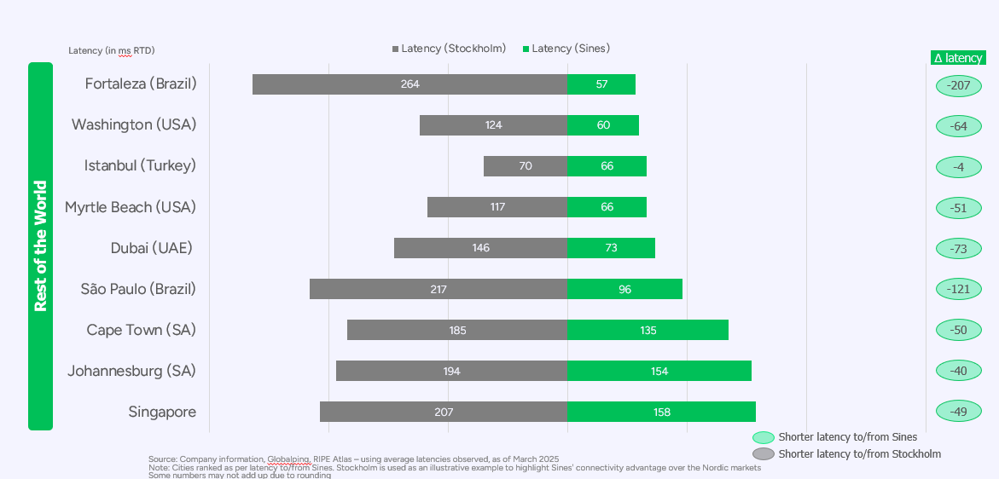 Latency (in ms RTD)
Latency (Stockholm) Latency (Sines)
Δ latency
Rest of the World
Fortaleza (Brazil) 264 57 -207
Washington (USA) 124 60 -64
Istanbul (Turkey) 70 66 -4
Myrtle Beach (USA) 117 66 -51
Dubai (UAE) 146 73 -73
São Paulo (Brazil) 217 96 -121
Cape Town (SA) 185 135 -50
Johannesburg (SA) 194 154 -40
Singapore 207 158 -49
Shorter latency to/from Sines
Shorter latency to/from Stockholm
Source: Company information, Globalping, RIPE Atlas – using average latencies observed, as of March 2025
Note: Cities ranked as per latency to/from Sines. Stockholm is used as an illustrative example to highlight Sines' connectivity advantage over the Nordic markets
Some numbers may not add up due to rounding